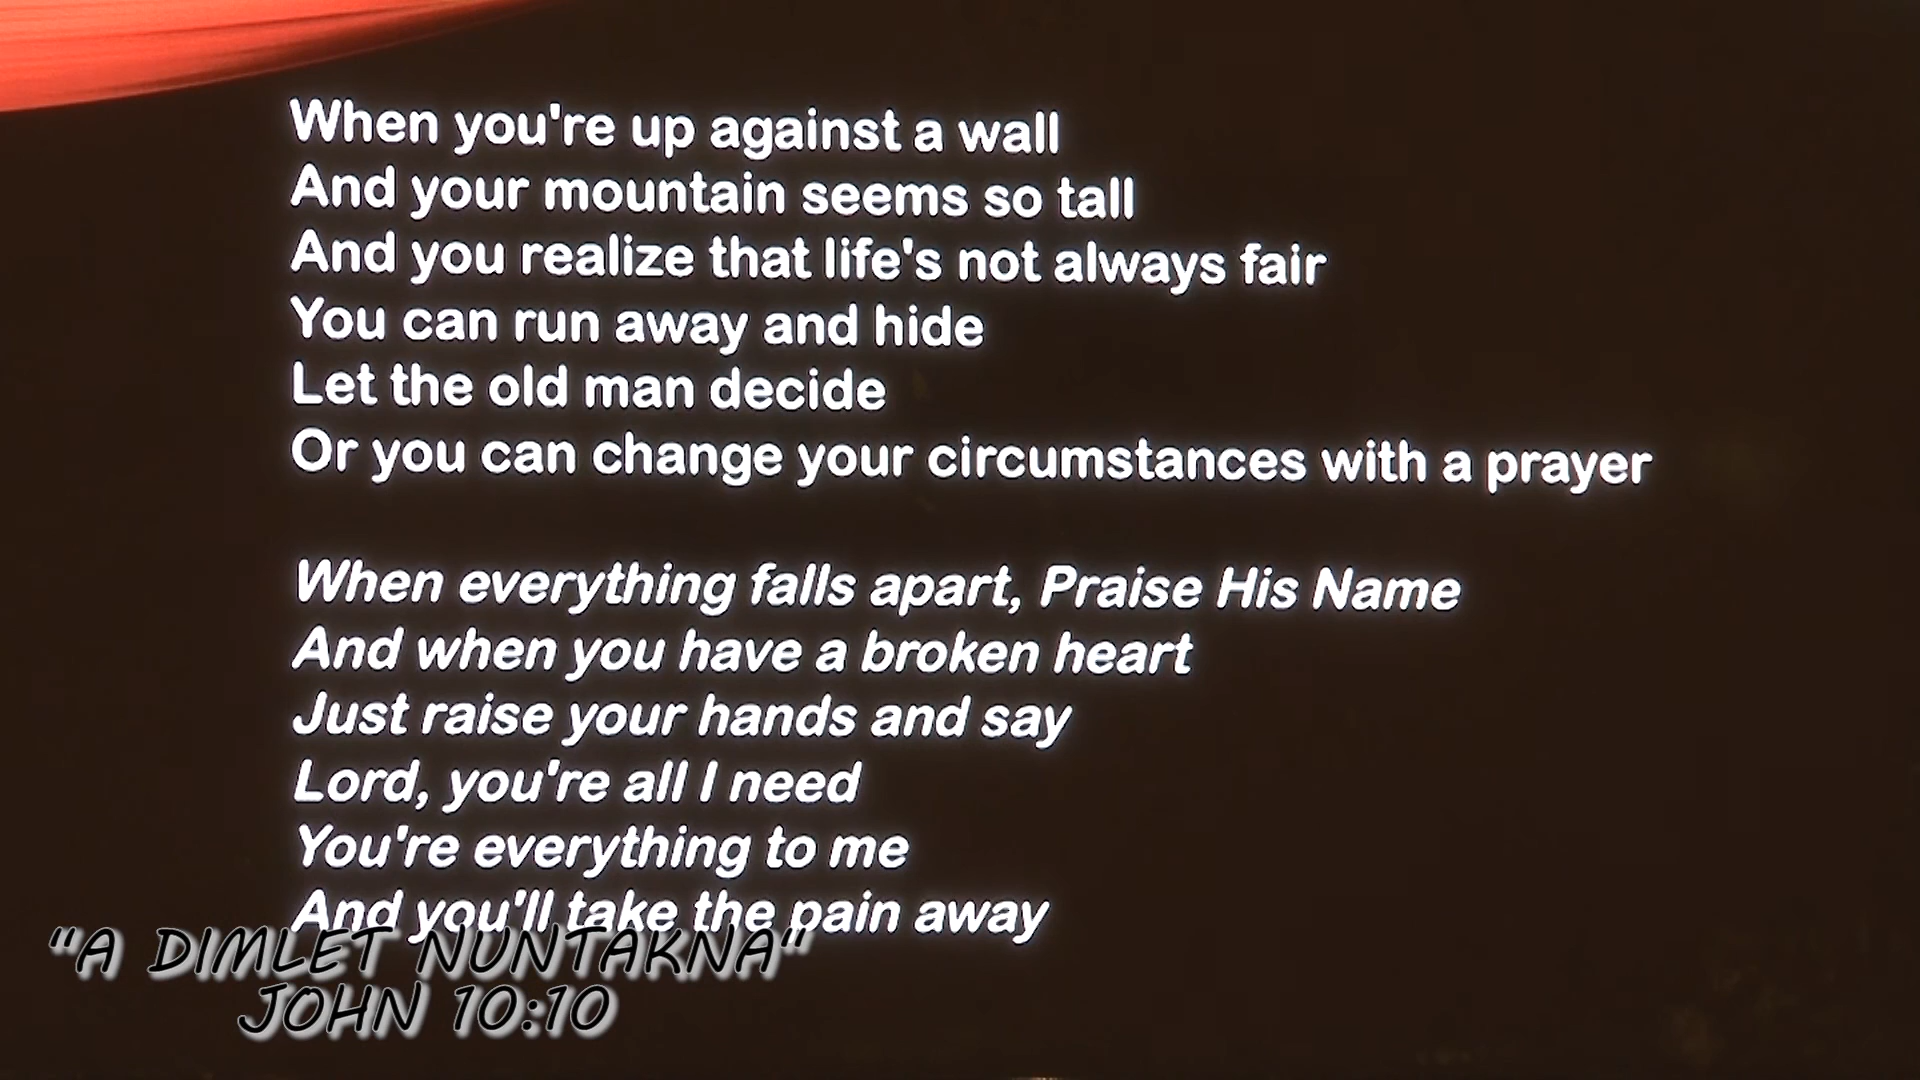 When you're up against a wall
And your mountain seems so tall
And you realize that life's not always fair
You can run away and hide
Let the old man decide
Or you can change your circumstances with a prayer
When everything falls apart, Praise His Name
And when you have a broken heart
Just raise your hands and say
Lord, you're all I need
You're everything to me
And you'll take the pain away
"A DIMLET NUNTAKNA"
JOHN 10:10